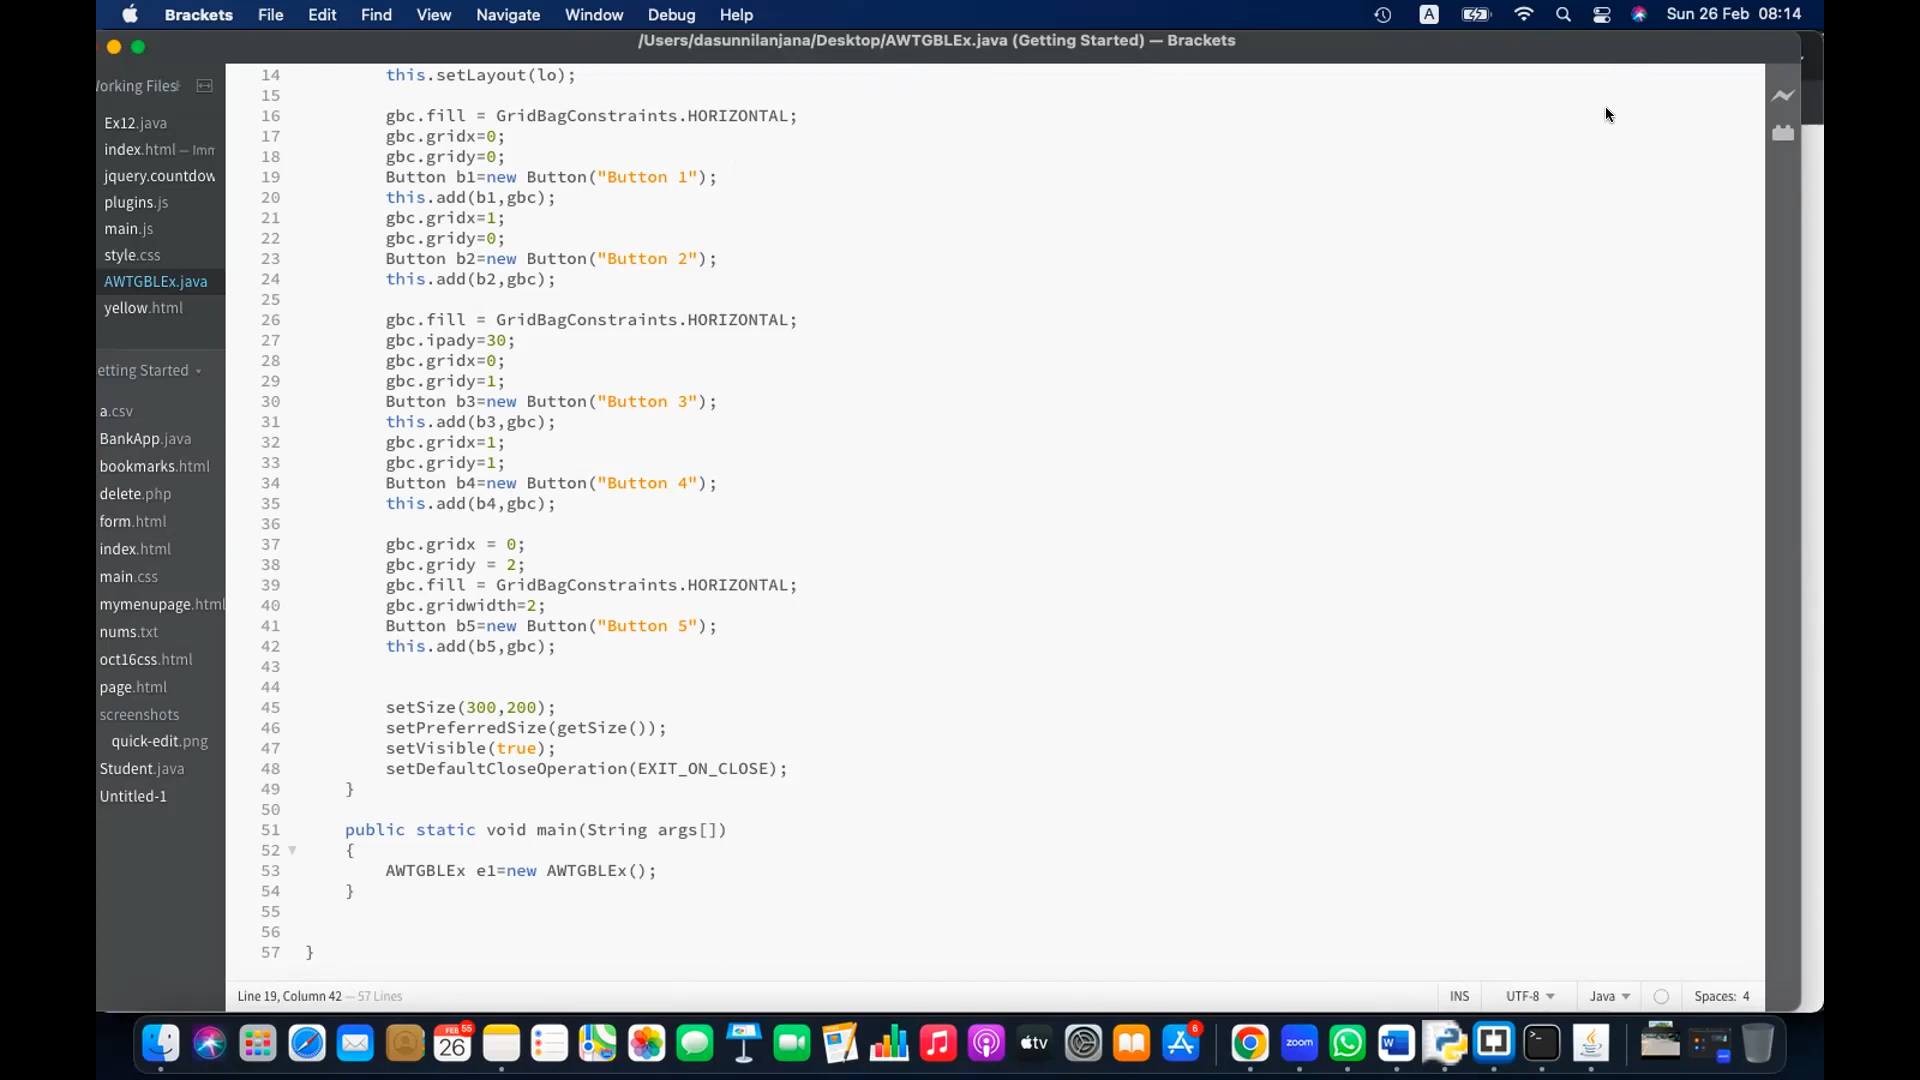 Brackets File Edit Find View Navigate Window Debug Help A Sun 26 Feb 08:14
/Users/dasunnilanjana/Desktop/AWTGBLEx.java (Getting Started) — Brackets
orking Files
Ex12.java
index.html — Imm
jquery.countdow
plugins.js
main.js
style.css
AWTGBLEx.java
yellow.html
etting Started
a.csv
BankApp.java
bookmarks.html
delete.php
form.html
index.html
main.css
mymenupage.html
nums.txt
oct16css.html
page.html
screenshots
quick-edit.png
Student.java
Untitled-1
14 this.setLayout(lo);
15
16 gbc.fill = GridBagConstraints.HORIZONTAL;
17 gbc.gridx=0;
18 gbc.gridy=0;
19 Button b1=new Button("Button 1");
20 this.add(b1,gbc);
21 gbc.gridx=1;
22 gbc.gridy=0;
23 Button b2=new Button("Button 2");
24 this.add(b2,gbc);
25
26 gbc.fill = GridBagConstraints.HORIZONTAL;
27 gbc.ipady=30;
28 gbc.gridx=0;
29 gbc.gridy=1;
30 Button b3=new Button("Button 3");
31 this.add(b3,gbc);
32 gbc.gridx=1;
33 gbc.gridy=1;
34 Button b4=new Button("Button 4");
35 this.add(b4,gbc);
36
37 gbc.gridx = 0;
38 gbc.gridy = 2;
39 gbc.fill = GridBagConstraints.HORIZONTAL;
40 gbc.gridwidth=2;
41 Button b5=new Button("Button 5");
42 this.add(b5,gbc);
43
44
45 setSize(300,200);
46 setPreferredSize(getSize());
47 setVisible(true);
48 setDefaultCloseOperation(EXIT_ON_CLOSE);
49 }
50
51 public static void main(String args[])
52 {
53 AWTGBLEx e1=new AWTGBLEx();
54 }
55
56
57 }
Line 19, Column 42 — 57 Lines INS UTF-8 Java Spaces: 4
FEB 26 tv 6 zoom W